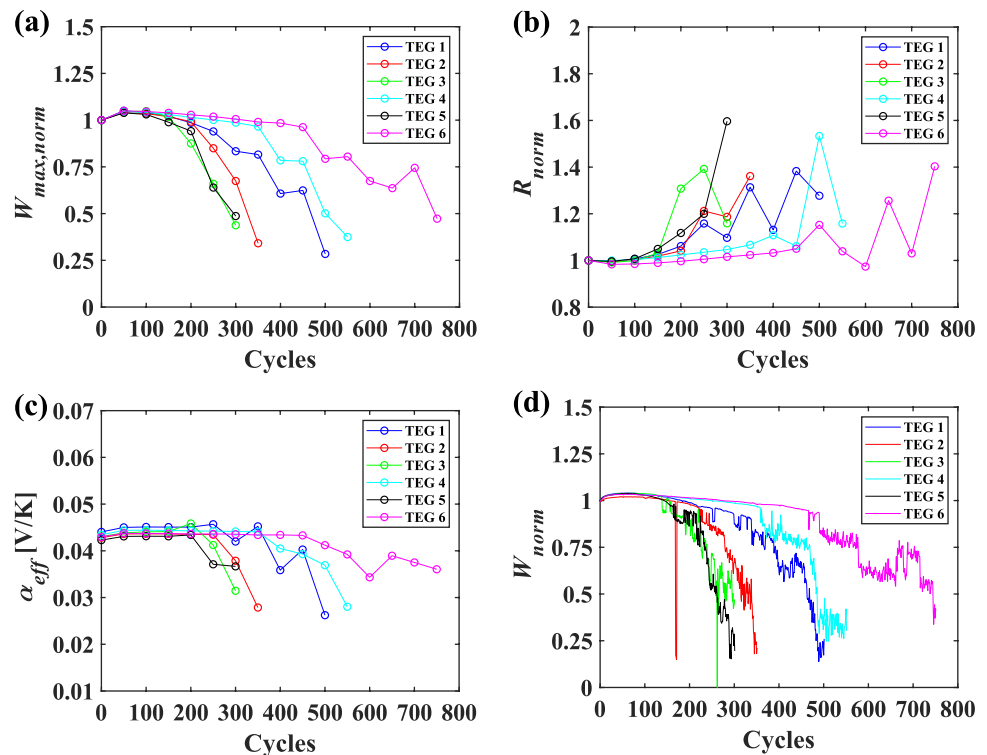 (a)
1.5
1.25
1
0.75
0.5
0.25
0
W_max,norm
0 100 200 300 400 500 600 700 800
Cycles
TEG 1
TEG 2
TEG 3
TEG 4
TEG 5
TEG 6
(b)
2
1.8
1.6
1.4
1.2
1
0.8
R_norm
0 100 200 300 400 500 600 700 800
Cycles
TEG 1
TEG 2
TEG 3
TEG 4
TEG 5
TEG 6
(c)
0.07
0.06
0.05
0.04
0.03
0.02
0.01
α_eff [V/K]
0 100 200 300 400 500 600 700 800
Cycles
TEG 1
TEG 2
TEG 3
TEG 4
TEG 5
TEG 6
(d)
1.5
1.25
1
0.75
0.5
0.25
0
W_norm
0 100 200 300 400 500 600 700 800
Cycles
TEG 1
TEG 2
TEG 3
TEG 4
TEG 5
TEG 6